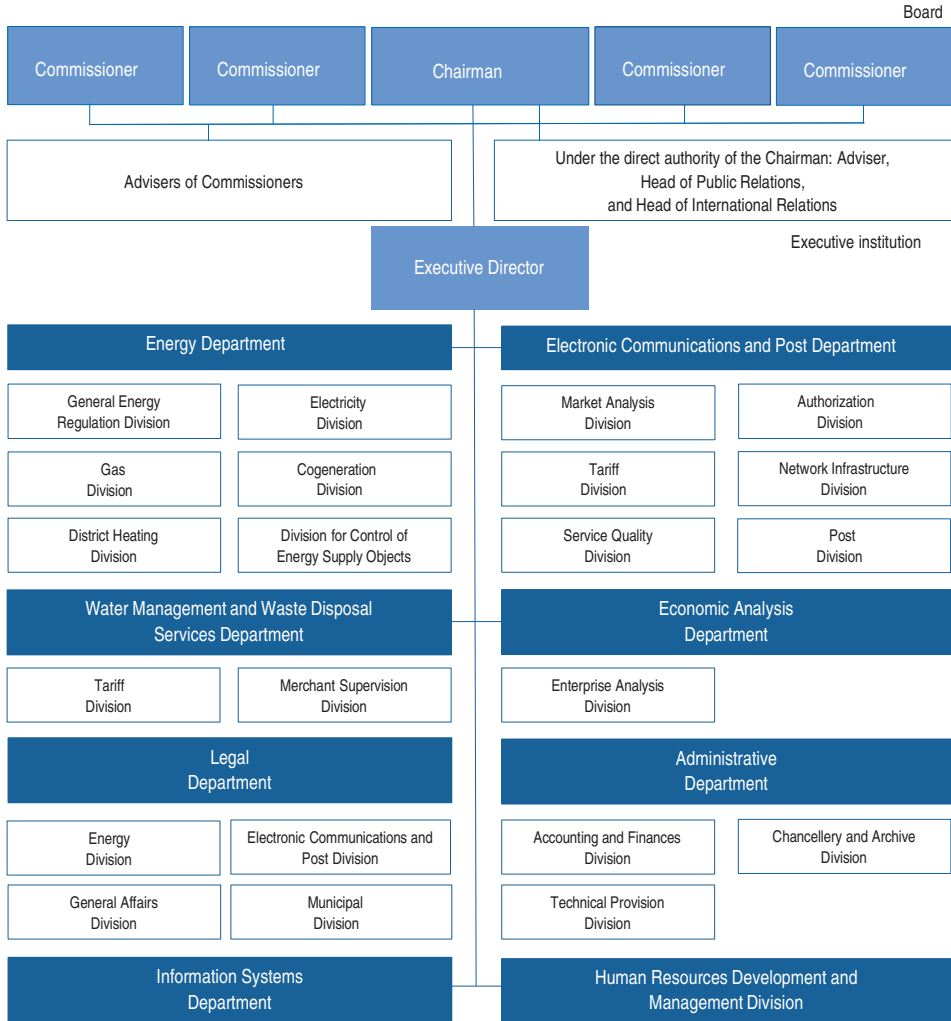 Board
Commissioner
Commissioner
Chairman
Commissioner
Commissioner
Advisers of Commissioners
Under the direct authority of the Chairman: Adviser,
Head of Public Relations,
and Head of International Relations
Executive institution
Executive Director
Energy Department
Electronic Communications and Post Department
General Energy
Regulation Division
Electricity
Division
Market Analysis
Division
Authorization
Division
Gas
Division
Cogeneration
Division
Tariff
Division
Network Infrastructure
Division
District Heating
Division
Division for Control of
Energy Supply Objects
Service Quality
Division
Post
Division
Water Management and Waste Disposal
Services Department
Economic Analysis
Department
Tariff
Division
Merchant Supervision
Division
Enterprise Analysis
Division
Legal
Department
Administrative
Department
Energy
Division
Electronic Communications and
Post Division
Accounting and Finances
Division
Chancellery and Archive
Division
General Affairs
Division
Municipal
Division
Technical Provision
Division
Information Systems
Department
Human Resources Development and
Management Division